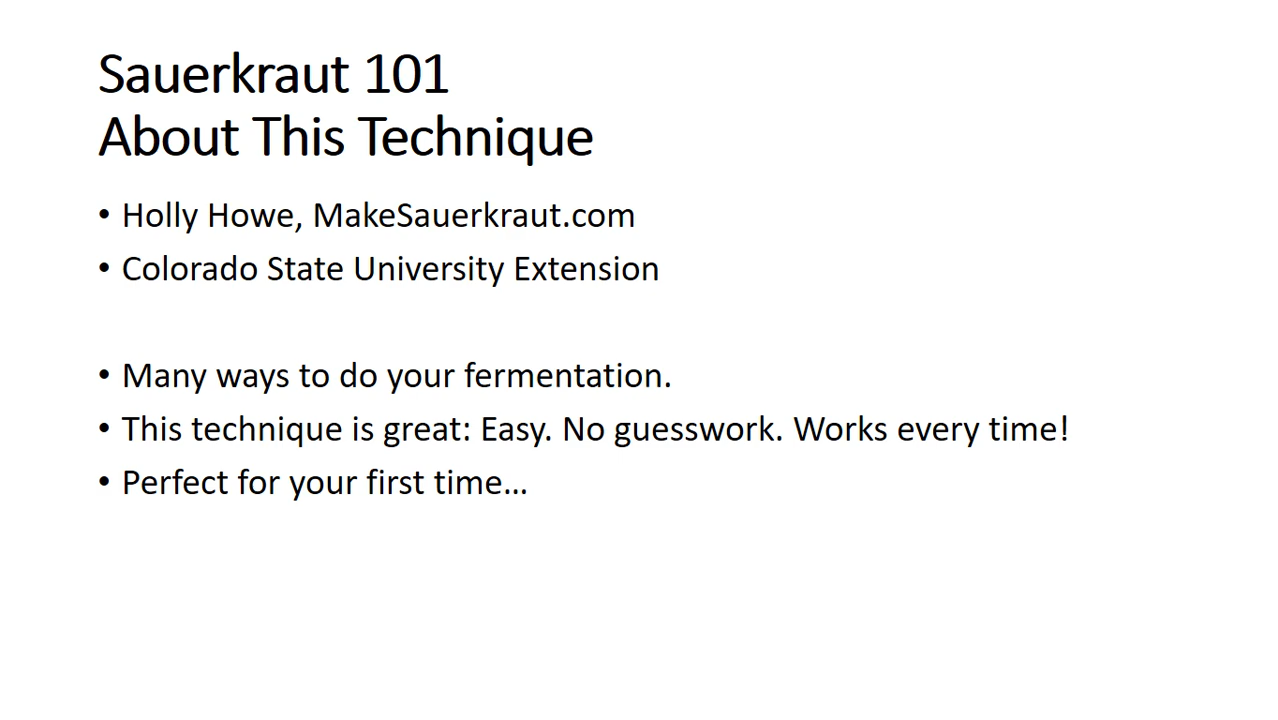 Sauerkraut 101
About This Technique
• Holly Howe, MakeSauerkraut.com
• Colorado State University Extension
• Many ways to do your fermentation.
• This technique is great: Easy. No guesswork. Works every time!
• Perfect for your first time…